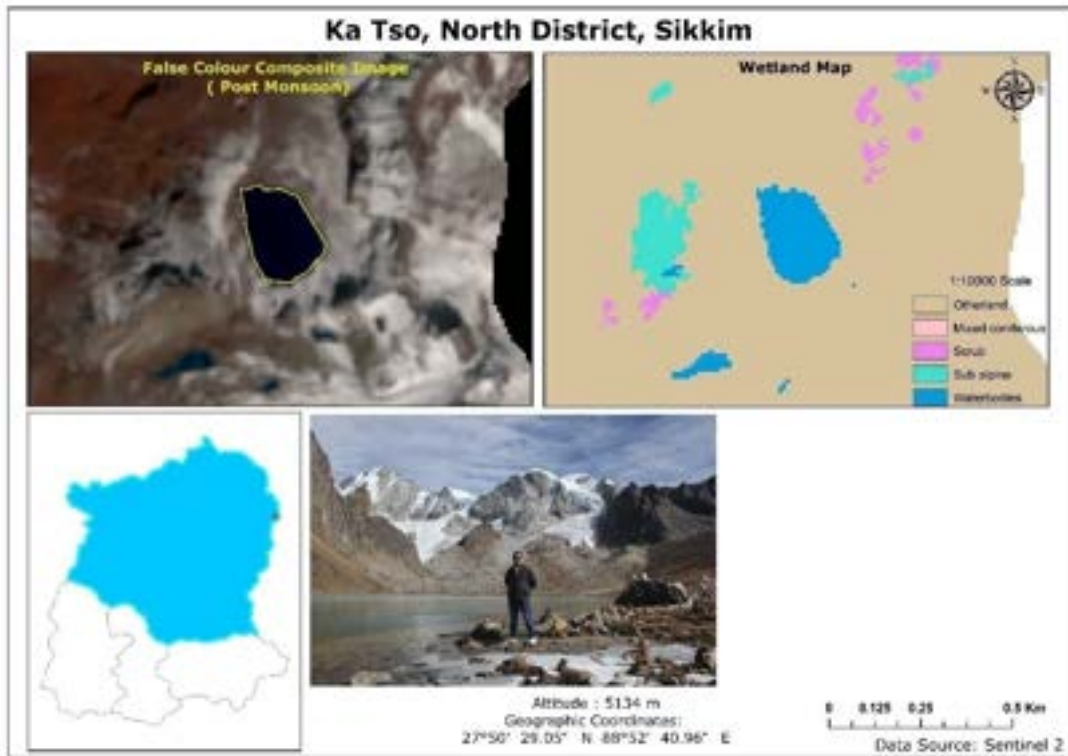 Ka Tso, North District, Sikkim
False Colour Composite Image
( Post Monsoon)
Wetland Map
N
W E
S
1:10000 Scale
Otherland
Mixed coniferous
Scrub
Sub alpine
Waterbodies
Altitude : 5134 m
Geographic Coordinates:
27°50' 29.05" N 88°52' 40.96" E
0 0.125 0.25 0.5 Km
Data Source: Sentinel 2